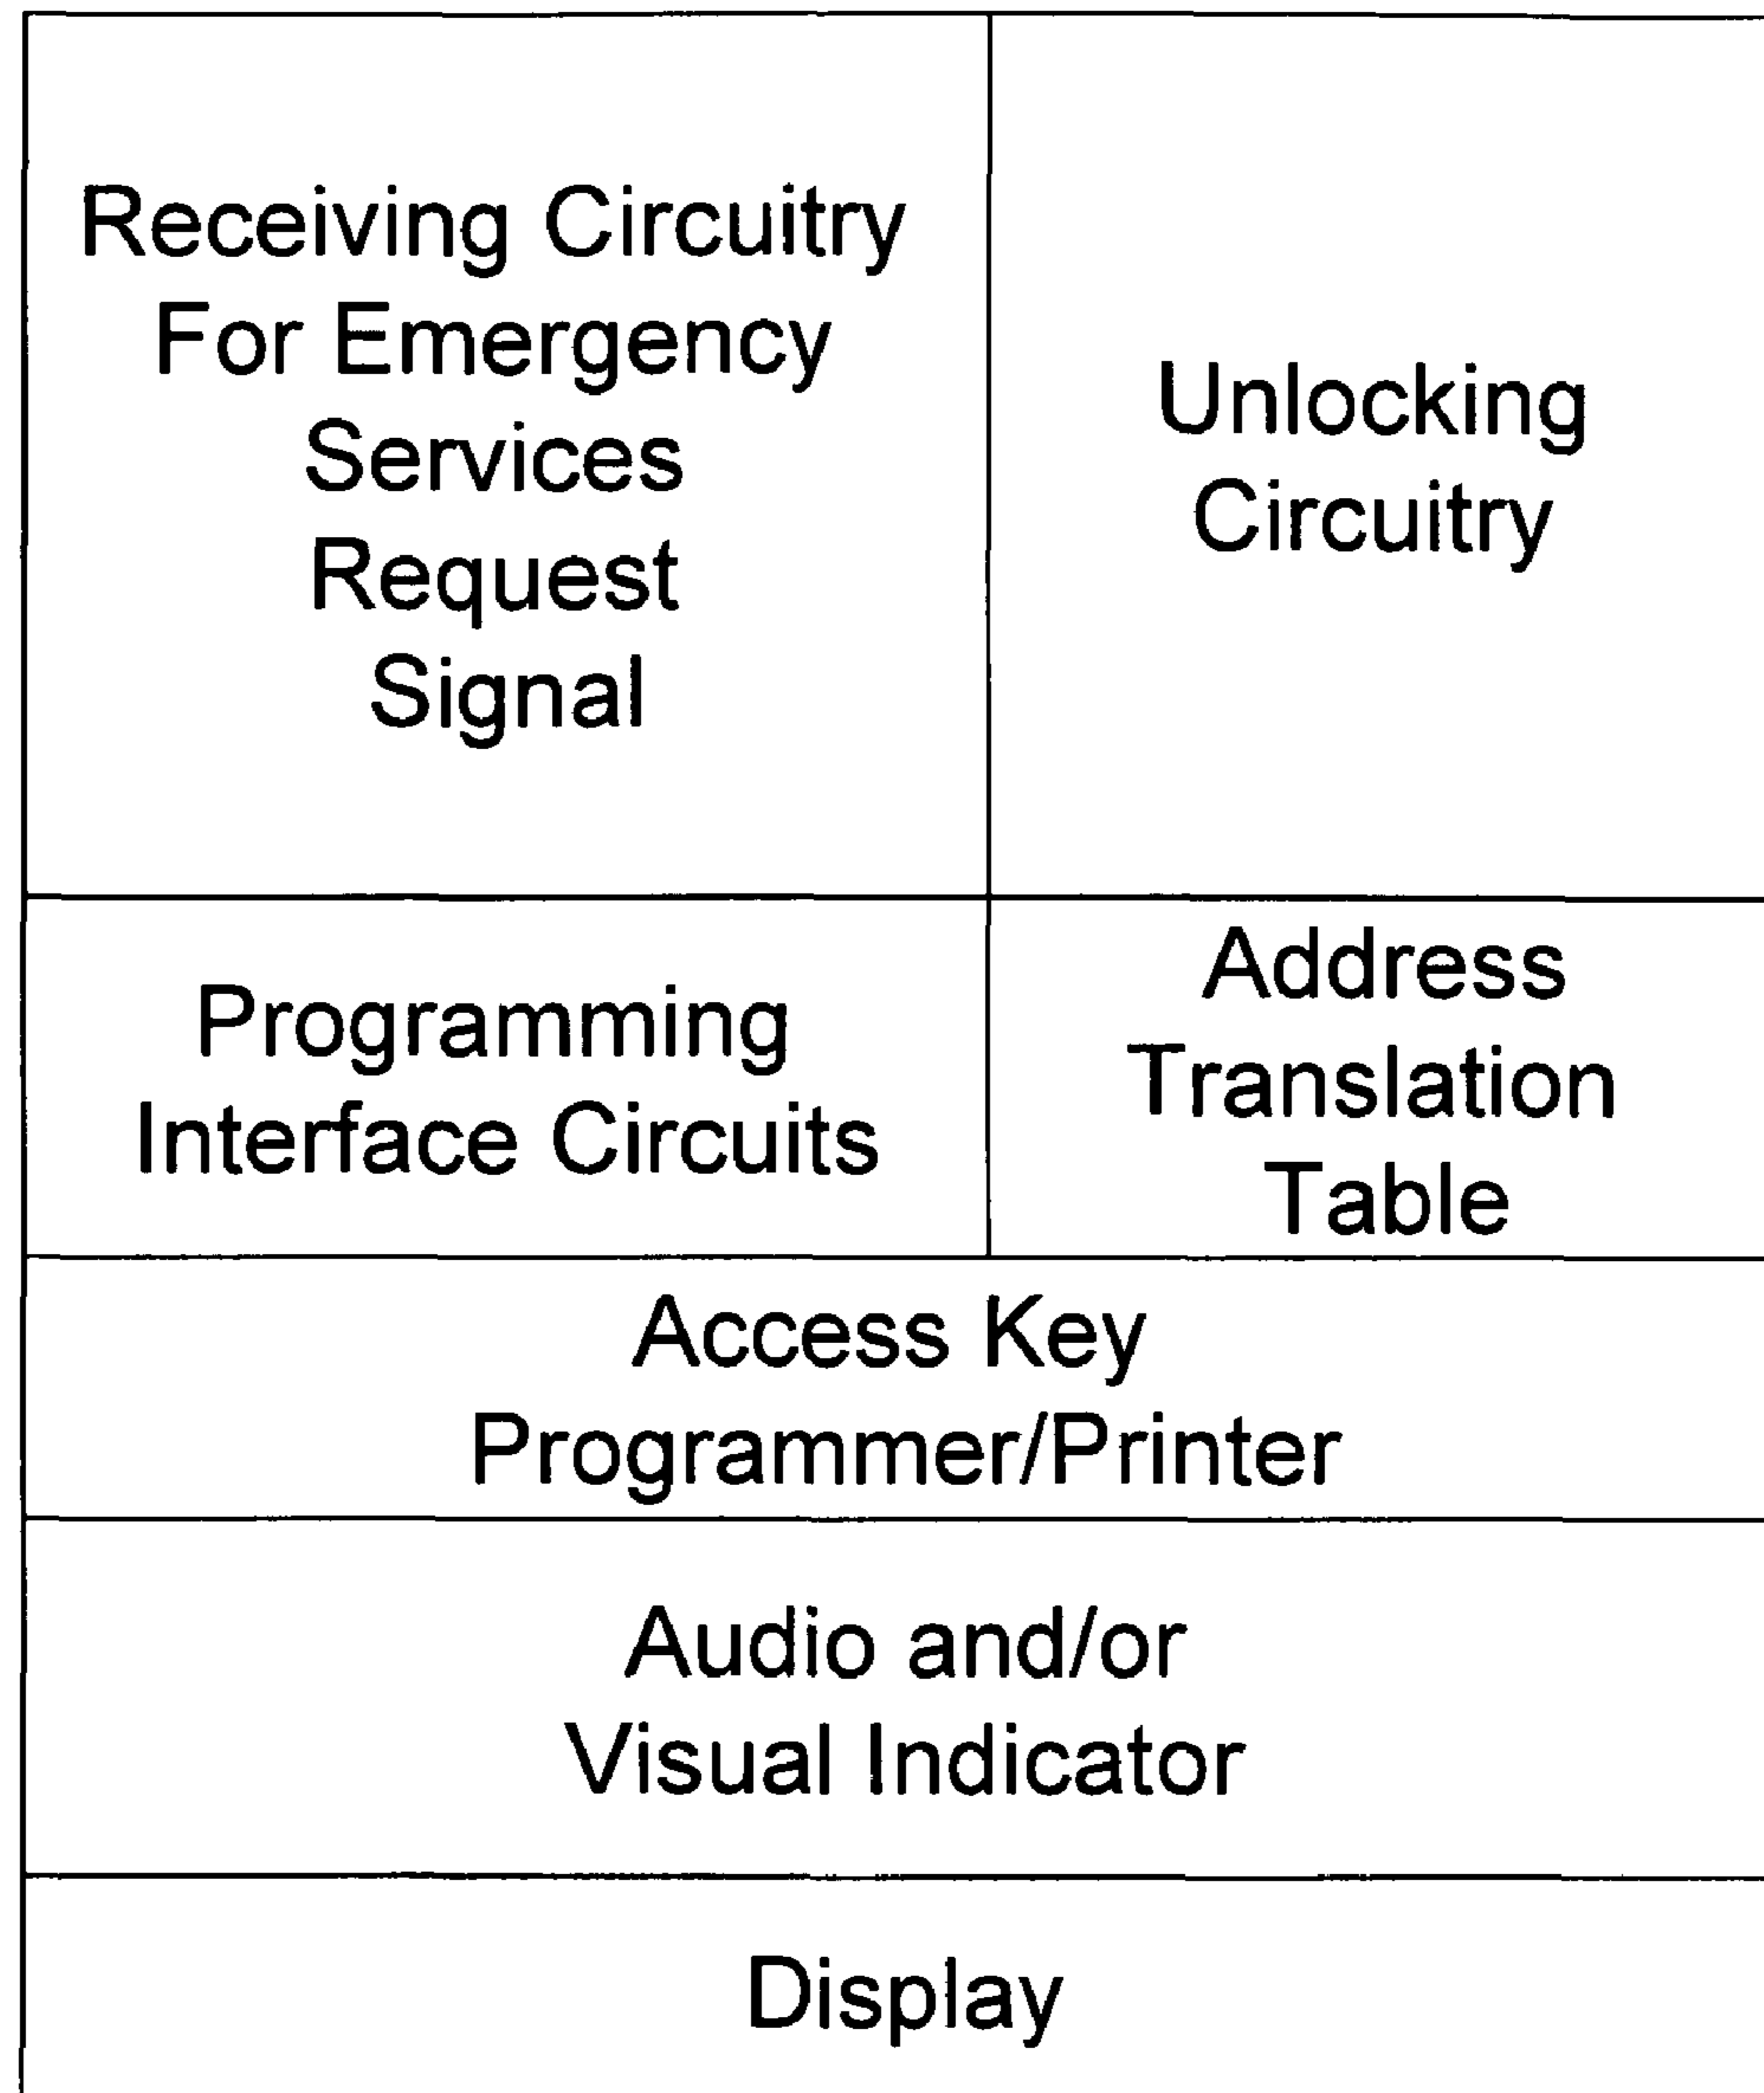 Receiving Circuitry
For Emergency
Services
Request
Signal
Unlocking
Circuitry
Programming
Interface Circuits
Address
Translation
Table
Access Key
Programmer/Printer
Audio and/or
Visual Indicator
Display